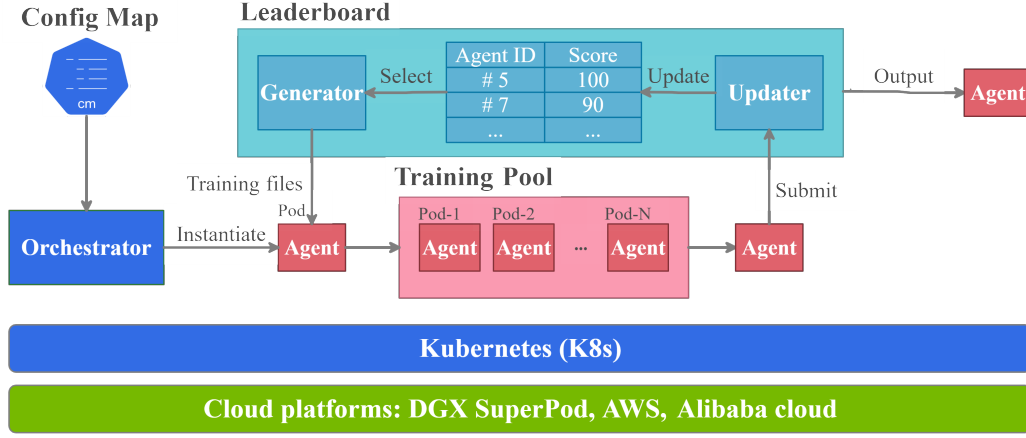 Config Map
Leaderboard
cm
Generator
Select
Agent ID Score
# 5 100
# 7 90
... ...
Update
Updater
Output
Agent
Training files
Training Pool
Submit
Orchestrator
Instantiate
Pod
Agent
Pod-1 Pod-2 Pod-N
Agent Agent ... Agent
Agent
Kubernetes (K8s)
Cloud platforms: DGX SuperPod, AWS, Alibaba cloud